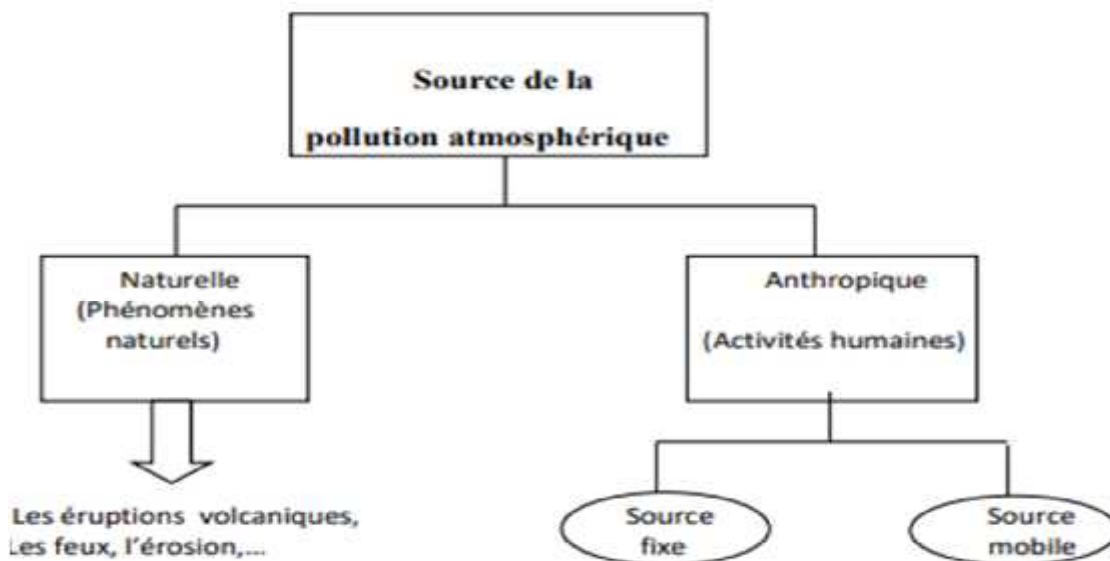 Source de la
pollution atmosphérique
Naturelle
(Phénomènes
naturels)
Anthropique
(Activités humaines)
Les éruptions volcaniques,
Les feux, l'érosion,...
Source
fixe
Source
mobile